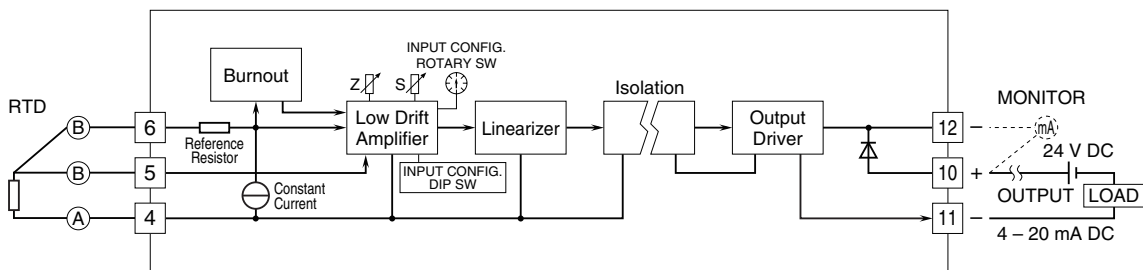 INPUT CONFIG.
ROTARY SW
Burnout
Z
S
Isolation
RTD
MONITOR
B
6
Reference
Resistor
Low Drift
Amplifier
Linearizer
Output
Driver
12
−
mA
24 V DC
B
5
INPUT CONFIG.
DIP SW
10
+
Constant
Current
OUTPUT
LOAD
A
4
11
−
4 – 20 mA DC